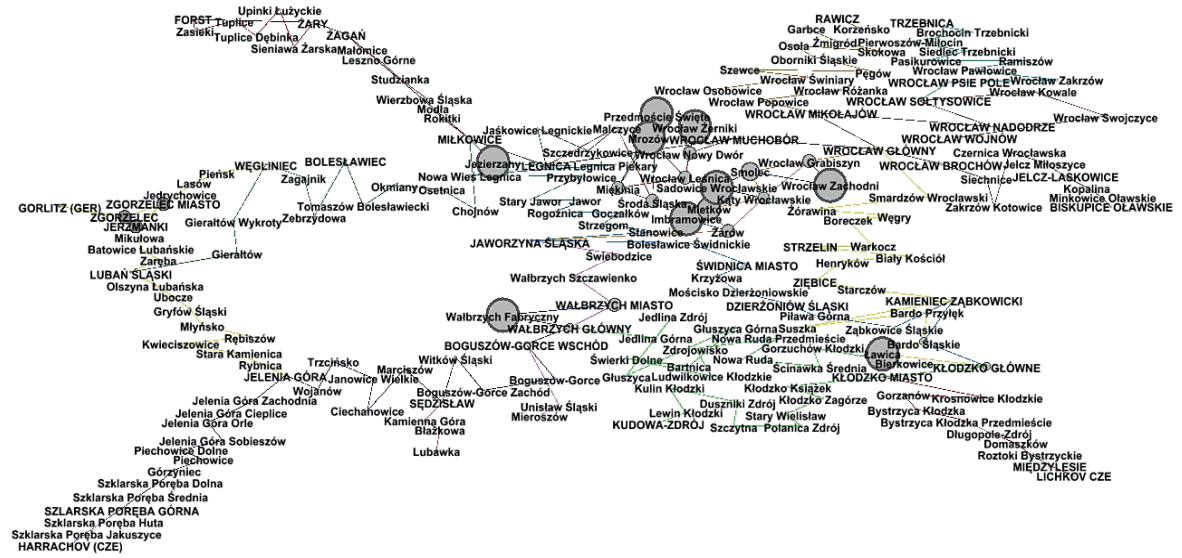 Upinki Łużyckie
FORST Tuplice ŻARY
Zasieki Tuplice Dębinka ŻAGAŃ
Sieniawa Żarska Małomice
Leszno Górne
Studzianka
Wierzbowa Śląska
Modła
Rokitki
MIŁKOWICE
Jaśkowice Legnickie Malczyce
Przedmoście Święte
Mrozów
Wrocław Żerniki
WROCŁAW MUCHOBÓR
Szczedrzykowice
Wrocław Nowy Dwór
Jezierzany
LEGNICA Legnica Piekary
Nowa Wieś Legnica Przybyłowice
Wrocław Leśnica
Smolec
Wrocław Grabiszyn
Okmiany Osetnica
Miękinia
Sadowice Wrocławskie
Wrocław Zachodni
Chojnów
Stary Jawor Jawor
Środa Śląska
Kąty Wrocławskie
Rogoźnica Goczałków
Mietków
Imbramowice
Strzegom
Stanowice
Żarów
JAWORZYNA ŚLĄSKA
Bolesławice Świdnickie
Świebodzice
RAWICZ
Garbce Korzeńsko
TRZEBNICA
Brochocin Trzebnicki
Osola Żmigród Pierwoszów-Miłocin
Skokowa
Siedlec Trzebnicki
Oborniki Śląskie
Pasikurowice Ramiszów
Szewce Pęgów
Wrocław Pawłowice
Wrocław Świniary
WROCŁAW PSIE POLE
Wrocław Zakrzów
Wrocław Osobowice
Wrocław Różanka
Wrocław Kowale
Wrocław Popowice
WROCŁAW SOŁTYSOWICE
WROCŁAW MIKOŁAJÓW
Wrocław Swojczyce
WROCŁAW NADODRZE
WROCŁAW WOJNÓW
WROCŁAW GŁÓWNY
Czernica Wrocławska
WROCŁAW BROCHÓW
Jelcz Miłoszyce
Siechnice
JELCZ-LASKOWICE
Kopalina
Smardzów Wrocławski
Minkowice Oławskie
Zakrzów Kotowice
BISKUPICE OŁAWSKIE
Żórawina
Boreczek Węgry
STRZELIN Warkocz
Biały Kościół
Henryków
ZIĘBICE
Starczów
KAMIENIEC ZĄBKOWICKI
Bardo Przyłęk
Ząbkowice Śląskie
Bardo Śląskie
BOLESŁAWIEC
WĘGLINIEC
Pieńsk
Zagajnik
Lasów
Jędrychowice
ZGORZELEC MIASTO
GORLITZ (GER)
ZGORZELEC
JERZMANKI
Tomaszów Bolesławiecki
Zebrzydowa
Gierałtów Wykroty
Mikułowa
Batowice Lubańskie
Gierałtów
Zaręba
LUBAŃ ŚLĄSKI
Olszyna Lubańska
Ubocze
Gryfów Śląski
Młyńsko
Rębiszów
Kwieciszowice
Stara Kamienica
Rybnica
JELENIA GÓRA
Trzcińsko
Janowice Wielkie
Wojanów
Marciszów
Witków Śląski
Jelenia Góra Zachodnia
Ciechanowice
SĘDZISŁAW
Jelenia Góra Cieplice
Jelenia Góra Orle
Kamienna Góra
Błażkowa
Jelenia Góra Sobieszów
Lubawka
Piechowice Dolne
Piechowice
Górzyniec
Szklarska Poręba Dolna
Szklarska Poręba Średnia
SZLARSKA PORĘBA GÓRNA
Szklarska Poręba Huta
Szklarska Poręba Jakuszyce
HARRACHOV (CZE)
Wałbrzych Szczawienko
WAŁBRZYCH MIASTO
Wałbrzych Fabryczny
WAŁBRZYCH GŁÓWNY
BOGUSZÓW-GORCE WSCHÓD
Boguszów-Gorce
Boguszów-Gorce Zachód
Unisław Śląski
Mieroszów
ŚWIDNICA MIASTO
Krzyżowa
Mościsko Dzierżoniowskie
DZIERŻONIÓW ŚLĄSKI
Piława Górna
Jedlina Zdrój
Głuszyca Górna Suszka
Jedlina Górna
Nowa Ruda Przedmieście
Zdrojowisko
Gorzuchów Kłodzki
Świerki Dolne
Nowa Ruda
Bartnica
Ścinawka Średnia
Głuszyca
Ludwikowice Kłodzkie
Kulin Kłodzki
Kłodzko Książek
Duszniki Zdrój
Kłodzko Zagórze
Lewin Kłodzki
Stary Wielisław
KUDOWA-ZDRÓJ
Szczytna Polanica Zdrój
Ławica
Bierkowice
KŁODZKO GŁÓWNE
KŁODZKO MIASTO
Gorzanów
Krosnowice Kłodzkie
Bystrzyca Kłodzka
Bystrzyca Kłodzka Przedmieście
Długopole-Zdrój
Domaszków
Roztoki Bystrzyckie
MIĘDZYLESIE
LICHKOV CZE